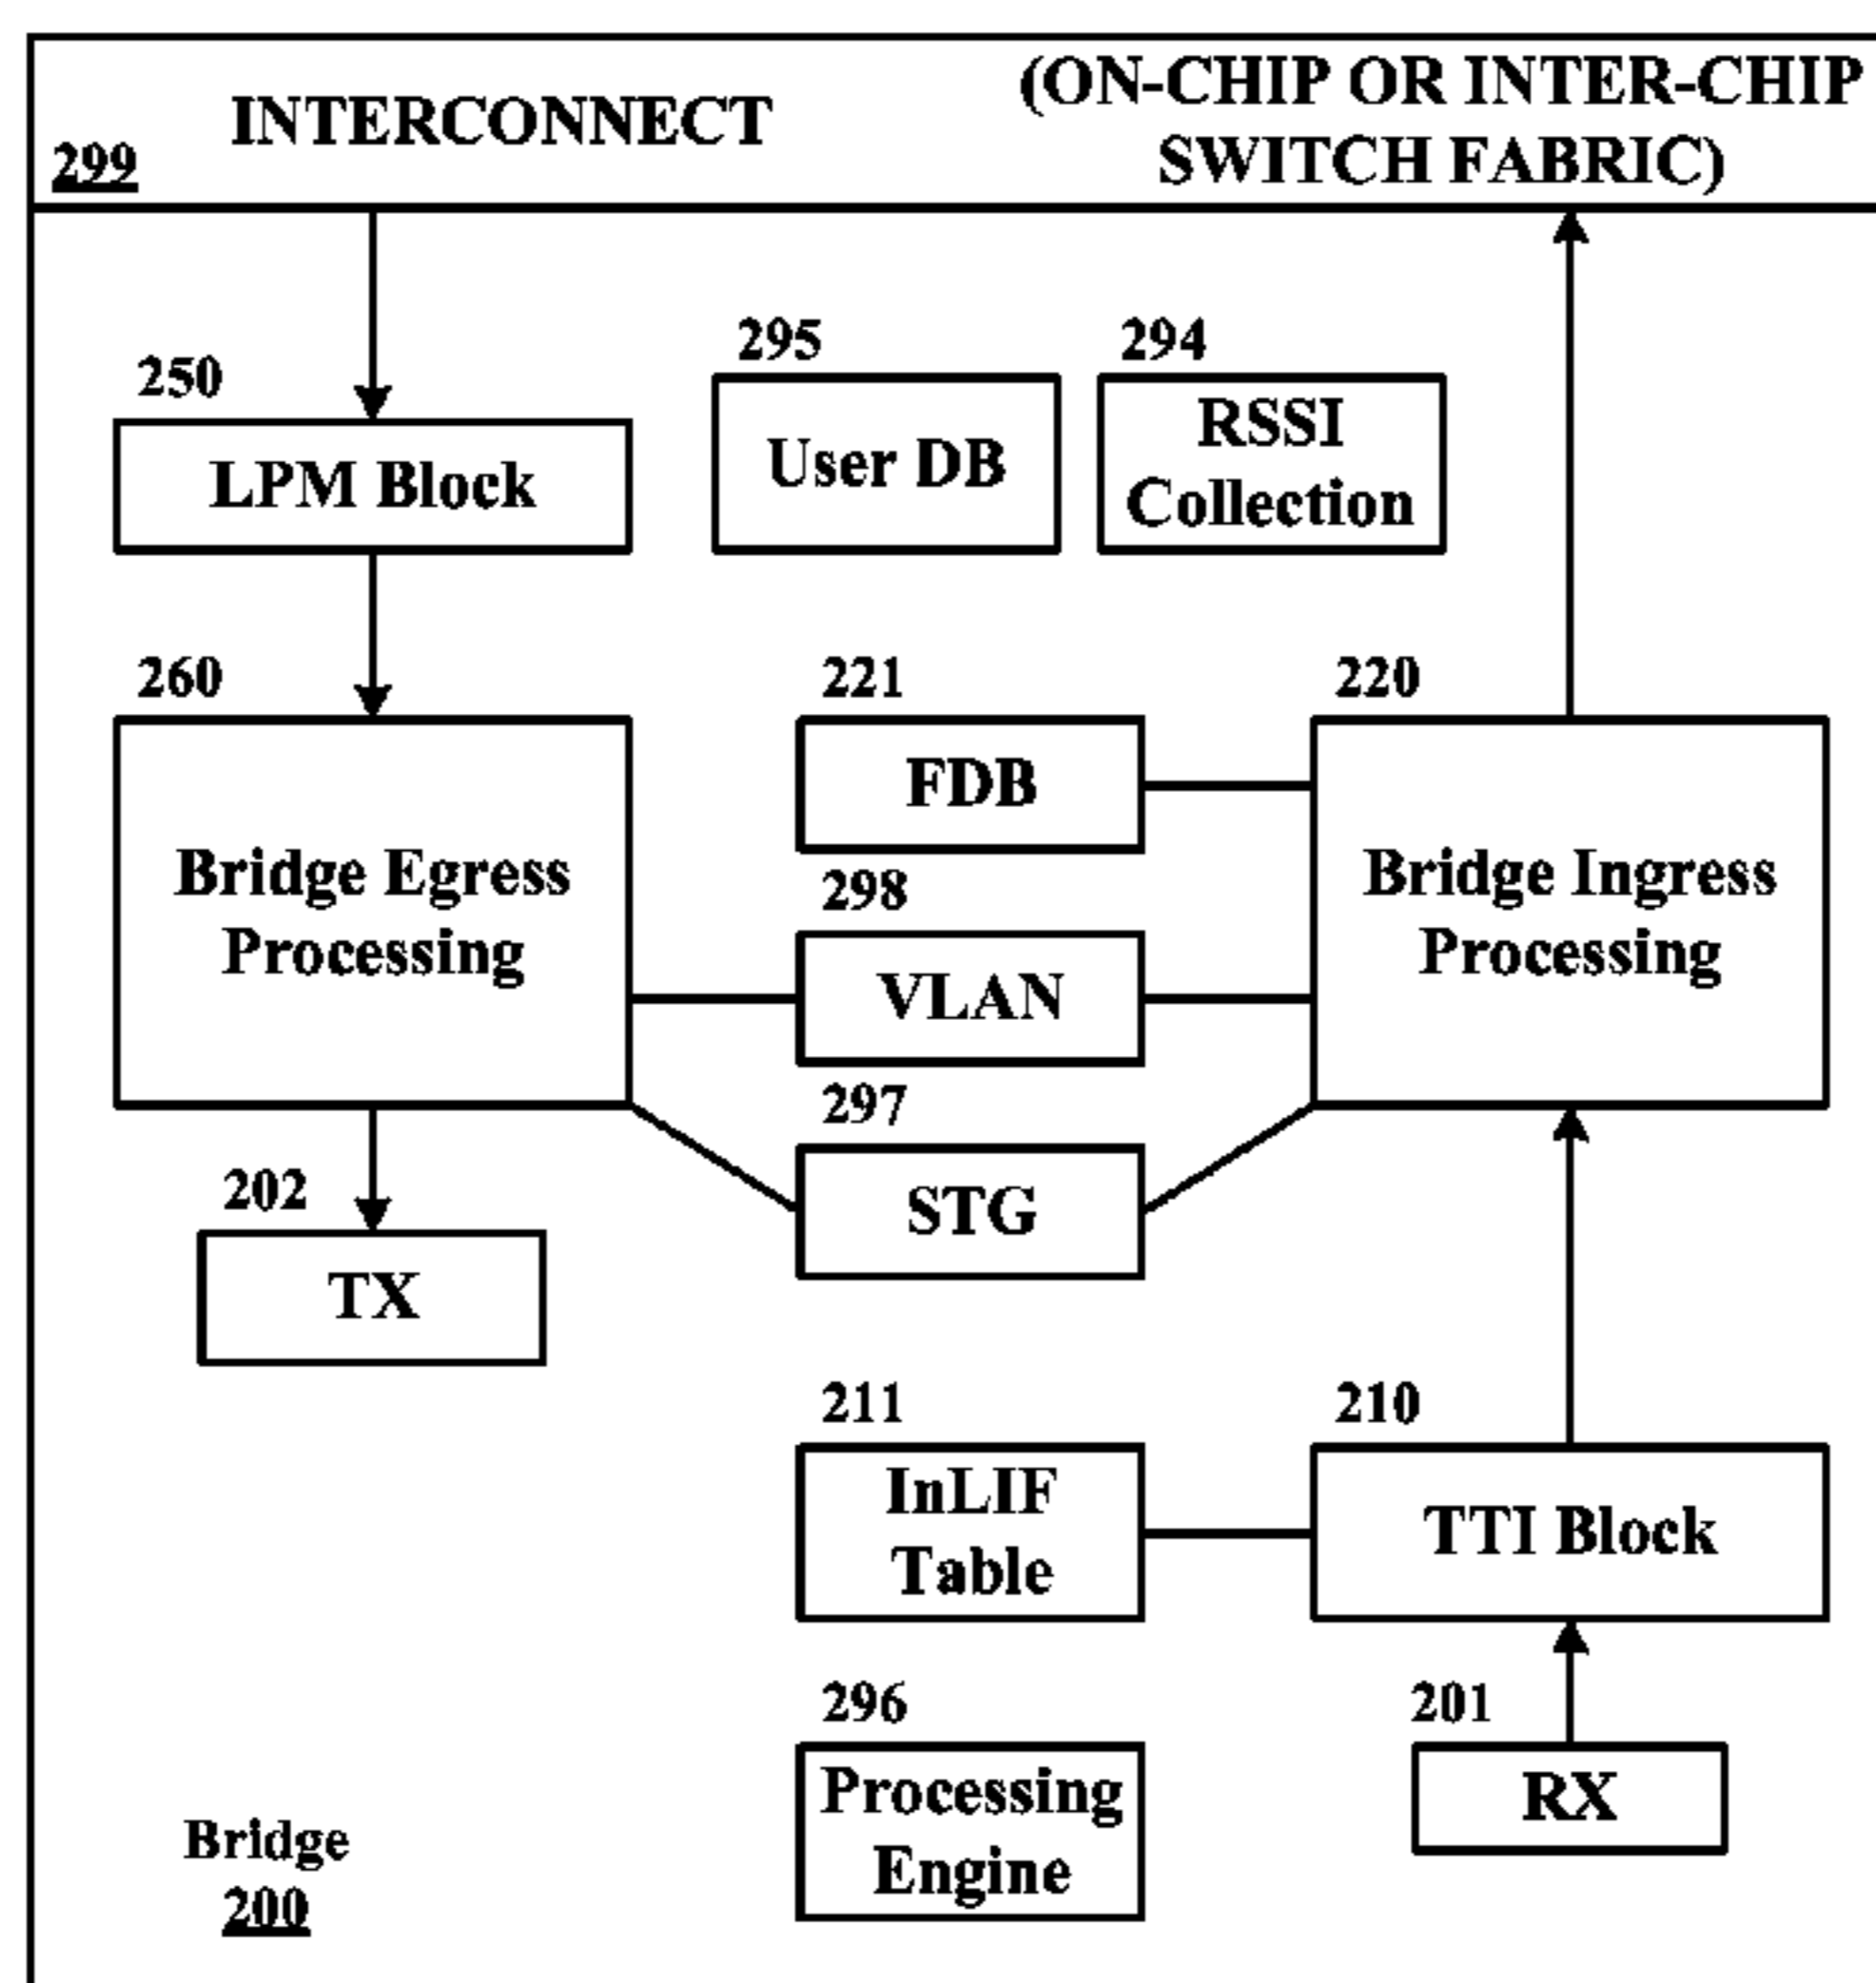 INTERCONNECT
(ON-CHIP OR INTER-CHIP
SWITCH FABRIC)
299
295
294
250
User DB
RSSI
Collection
LPM Block
260
221
220
FDB
Bridge Egress
Processing
298
Bridge Ingress
Processing
VLAN
297
202
STG
TX
211
210
InLIF
Table
TTI Block
296
201
Processing
Engine
RX
Bridge
200